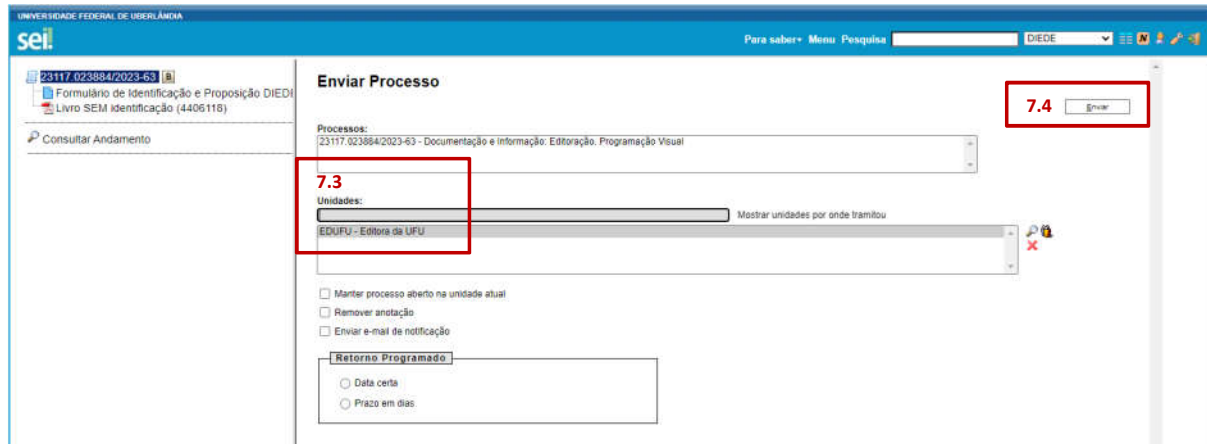 UNIVERSIDADE FEDERAL DE UBERLÂNDIA
sei!
Para saber+ Menu Pesquisa
DIEDE
23117.023884/2023-63
Formulário de Identificação e Proposição DIEDE
Livro SEM identificação (4406118)
Consultar Andamento
Enviar Processo
7.4
Enviar
Processos:
23117.023884/2023-63 - Documentação e Informação: Editoração. Programação Visual
7.3
Unidades:
Mostrar unidades por onde tramitou
EDUFU - Editora da UFU
Manter processo aberto na unidade atual
Remover anotação
Enviar e-mail de notificação
Retorno Programado
Data certa
Prazo em dias